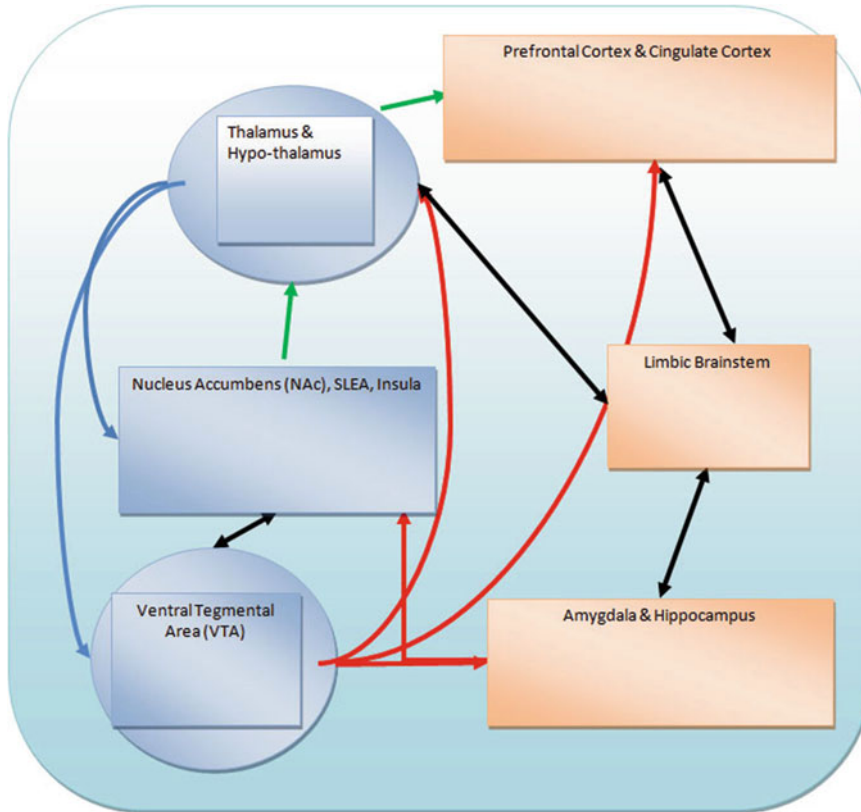 Prefrontal Cortex & Cingulate Cortex
Thalamus &
Hypo-thalamus
Limbic Brainstem
Nucleus Accumbens (NAc), SLEA, Insula
Ventral Tegmental
Area (VTA)
Amygdala & Hippocampus